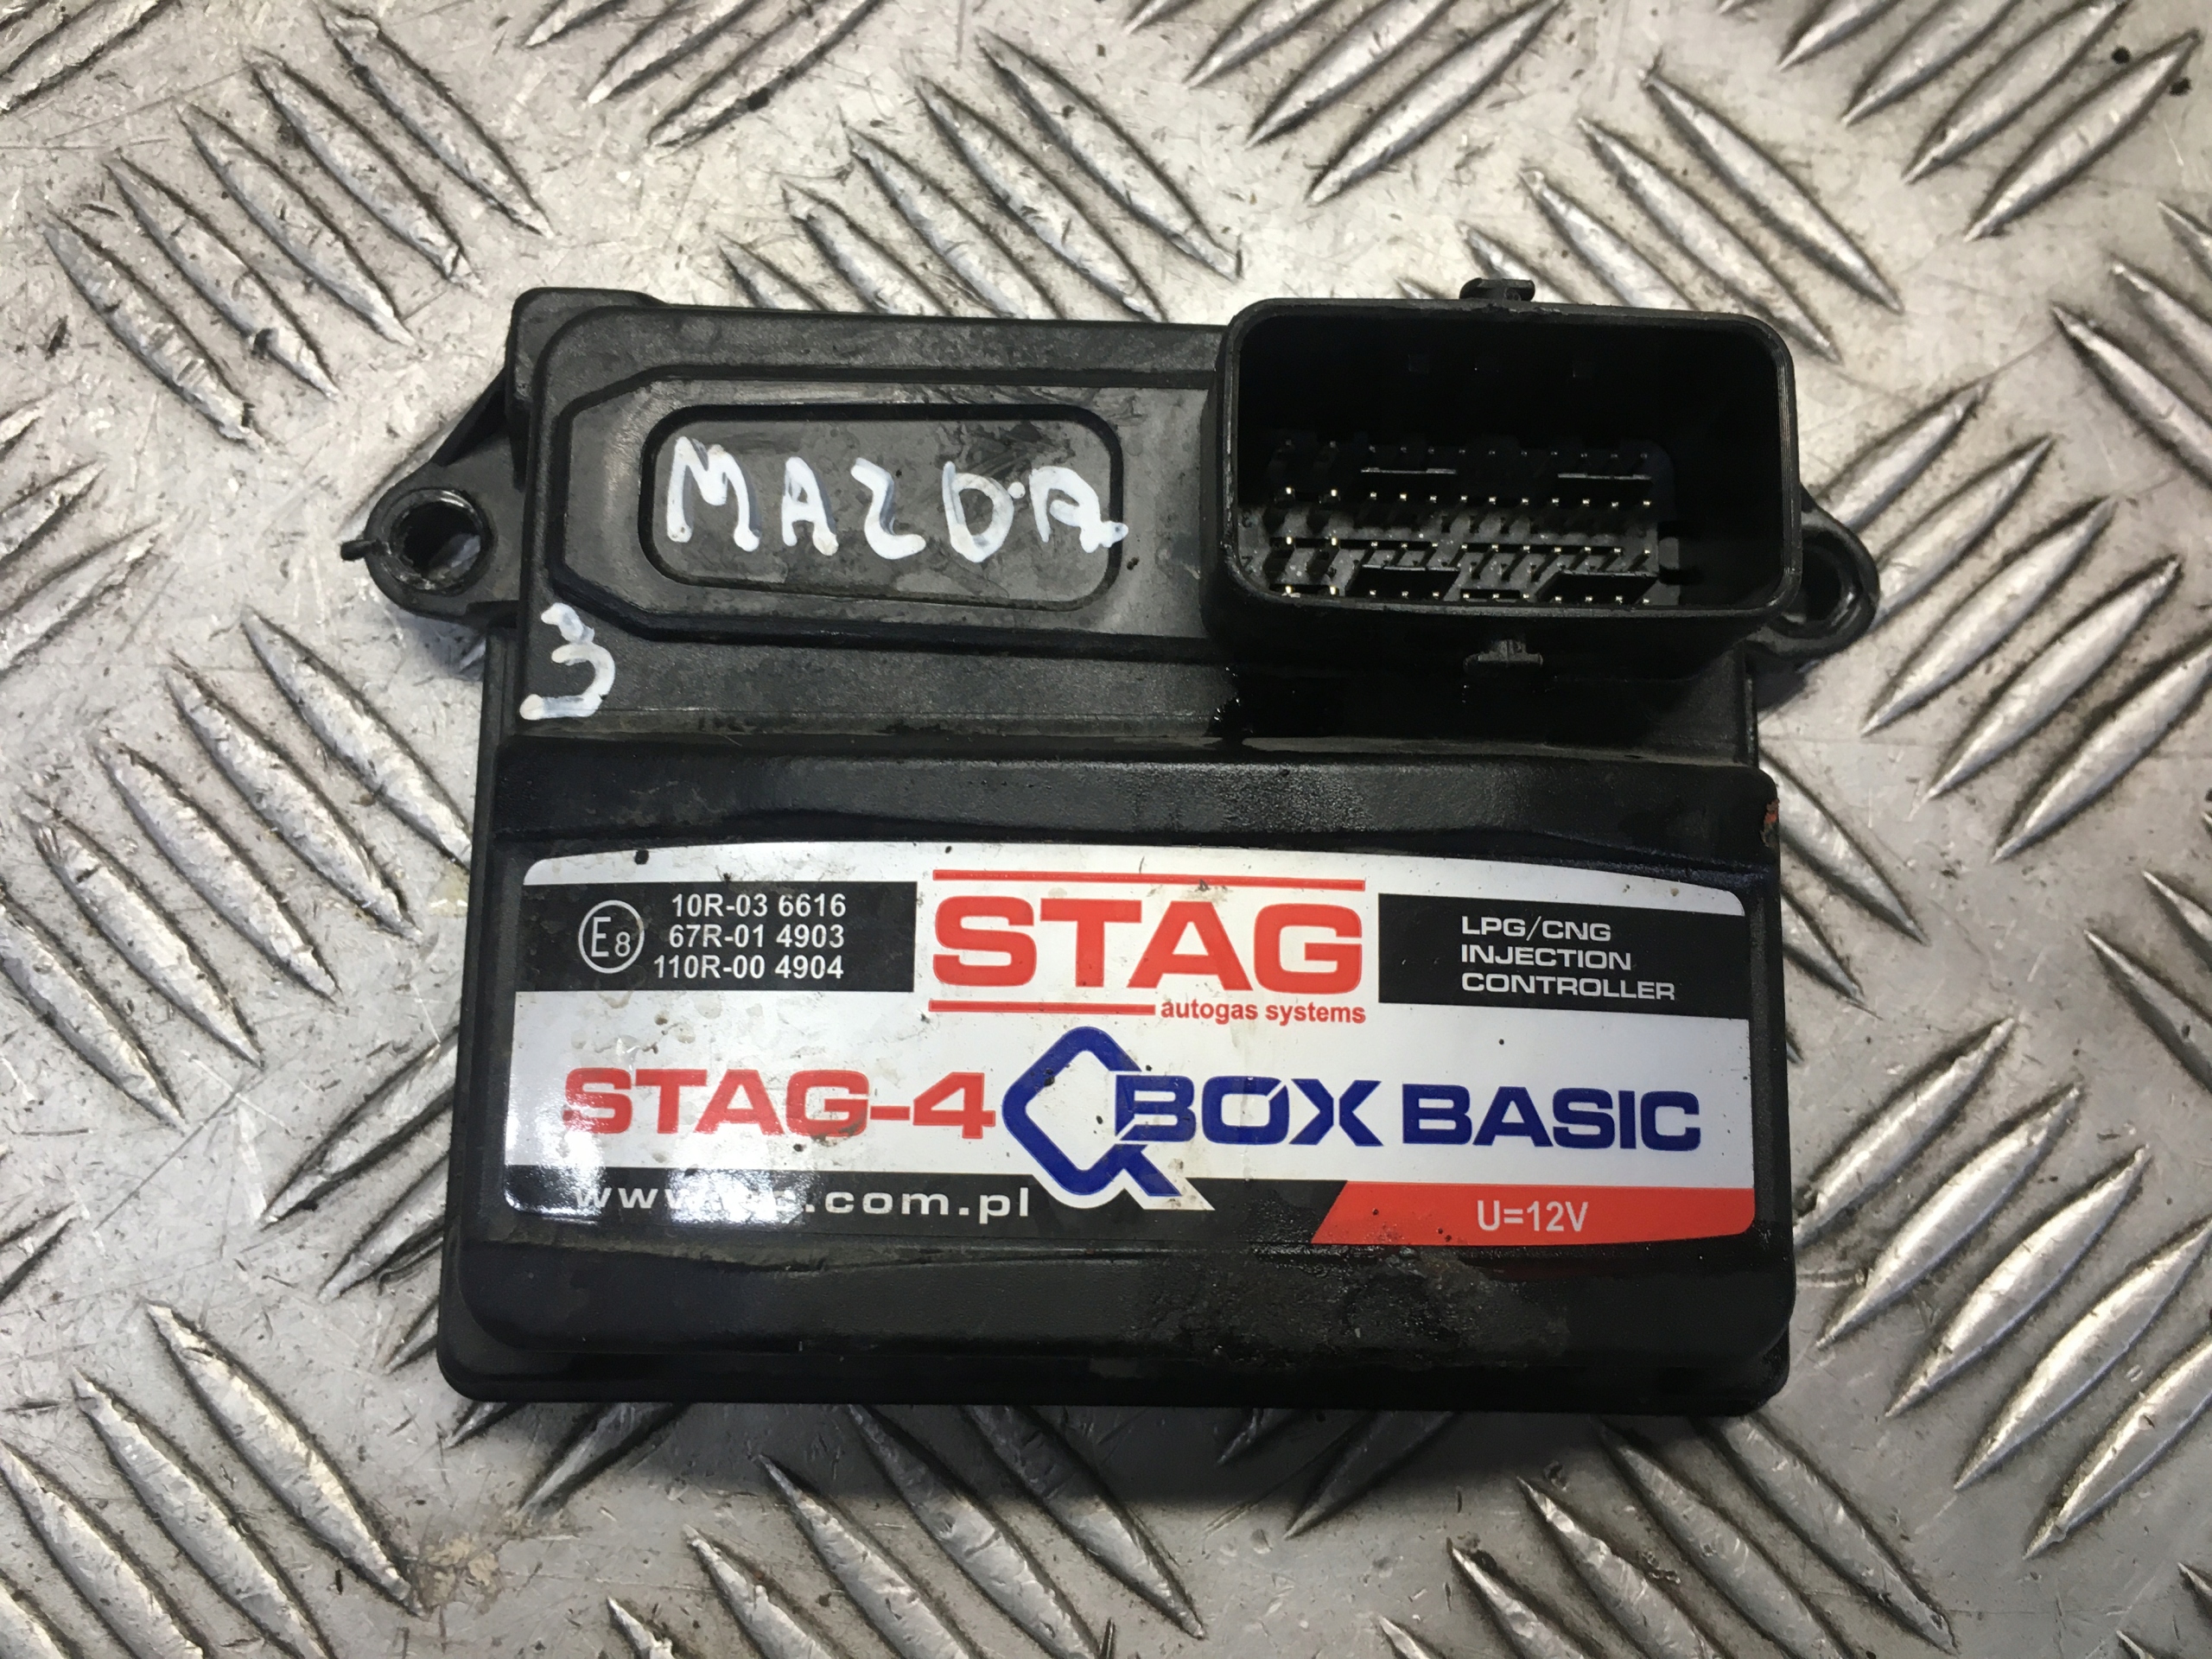 MAZDA
3
E8
10R-03 6616
67R-01 4903
110R-00 4904
STAG
autogas systems
LPG/CNG
INJECTION
CONTROLLER
STAG-4 QBOX BASIC
.com.pl
U=12V